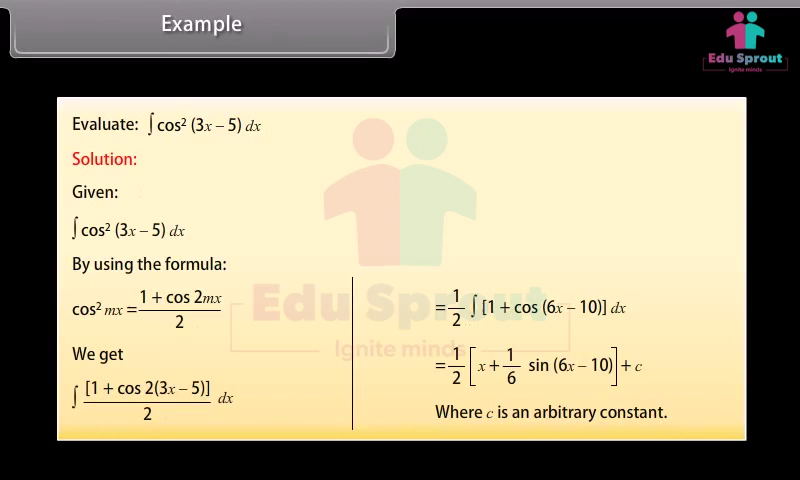 Example
Edu Sprout
Ignite minds
Evaluate: ∫ cos² (3x – 5) dx
Solution:
Given:
∫ cos² (3x – 5) dx
By using the formula:
cos² mx = (1 + cos 2mx)/2
We get
∫ [1 + cos 2(3x – 5)]/2 dx
= 1/2 ∫ [1 + cos (6x – 10)] dx
= 1/2 [x + 1/6 sin (6x – 10)] + c
Where c is an arbitrary constant.
Edu Sprout
Ignite minds